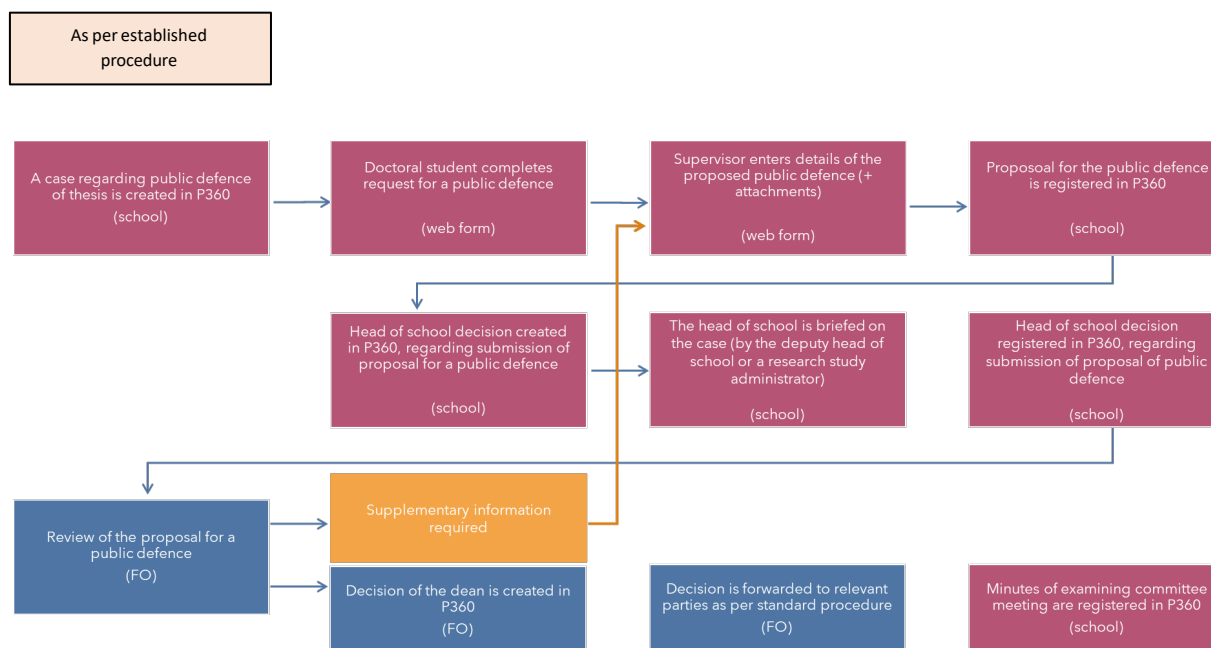 As per established
procedure
A case regarding public defence
of thesis is created in P360
(school)
Doctoral student completes
request for a public defence
(web form)
Supervisor enters details of the
proposed public defence (+
attachments)
(web form)
Proposoal for the public defence
is registered in P360
(school)
Head of school decision created
in P360, regarding submission of
proposal for a public defence
(school)
The head of school is briefed on
the case (by the deputy head of
school or a research study
administrator)
(school)
Head of school decision
registered in P360, regarding
submission of proposal of public
defence
(school)
Review of the proposal for a
public defence
(FO)
Supplementary information
required
Decision of the dean is created in
P360
(FO)
Decision is forwarded to relevant
parties as per standard procedure
(FO)
Minutes of examining committee
meeting are registered in P360
(school)